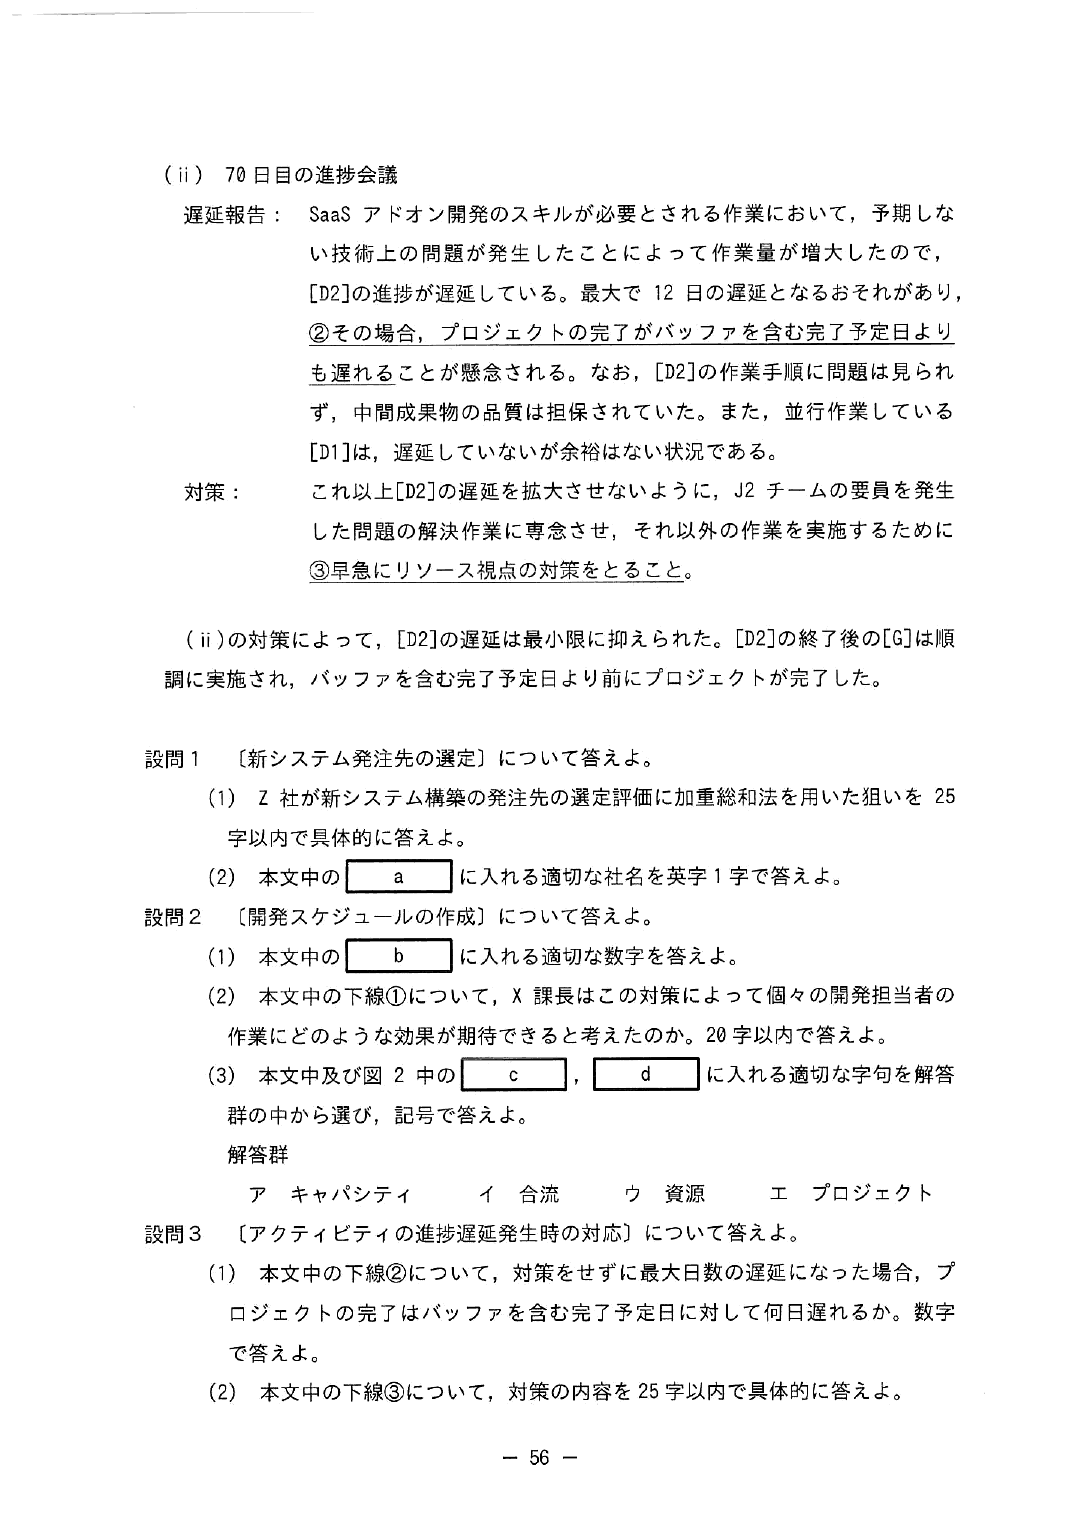 (ii) 70日目の進捗会議
遅延報告： SaaS アドオン開発のスキルが必要とされる作業において，予期しな
い技術上の問題が発生したことによって作業量が増大したので，
[D2]の進捗が遅延している。最大で 12 日の遅延となるおそれがあり，
②その場合，プロジェクトの完了がバッファを含む完了予定日より
も遅れることが懸念される。なお，[D2]の作業手順に問題は見られ
ず，中間成果物の品質は担保されていた。また，並行作業している
[D1]は，遅延していないが余裕はない状況である。
対策： これ以上[D2]の遅延を拡大させないように，J2 チームの要員を発生
した問題の解決作業に専念させ，それ以外の作業を実施するために
③早急にリソース視点の対策をとること。
(ii)の対策によって，[D2]の遅延は最小限に抑えられた。[D2]の終了後の[G]は順
調に実施され，バッファを含む完了予定日より前にプロジェクトが完了した。
設問1 〔新システム発注先の選定〕について答えよ。
(1) Z 社が新システム構築の発注先の選定評価に加重総和法を用いた狙いを 25
字以内で具体的に答えよ。
(2) 本文中の a に入れる適切な社名を英字1字で答えよ。
設問2 〔開発スケジュールの作成〕について答えよ。
(1) 本文中の b に入れる適切な数字を答えよ。
(2) 本文中の下線①について，X 課長はこの対策によって個々の開発担当者の
作業にどのような効果が期待できると考えたのか。20字以内で答えよ。
(3) 本文中及び図 2 中の c ， d に入れる適切な字句を解答
群の中から選び，記号で答えよ。
解答群
ア キャパシティ イ 合流 ウ 資源 エ プロジェクト
設問3 〔アクティビティの進捗遅延発生時の対応〕について答えよ。
(1) 本文中の下線②について，対策をせずに最大日数の遅延になった場合，プ
ロジェクトの完了はバッファを含む完了予定日に対して何日遅れるか。数字
で答えよ。
(2) 本文中の下線③について，対策の内容を25字以内で具体的に答えよ。
－ 56 －